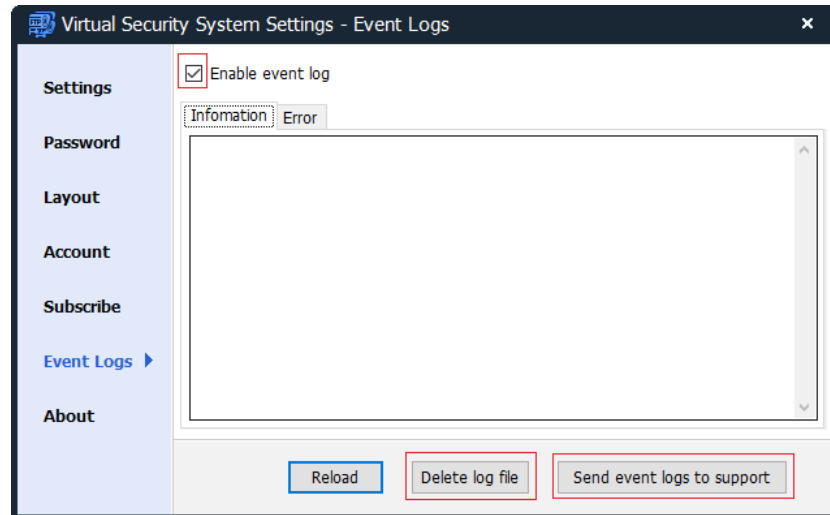 Virtual Security System Settings - Event Logs
Settings
Password
Layout
Account
Subscribe
Event Logs
About
Enable event log
Infomation
Error
Reload
Delete log file
Send event logs to support